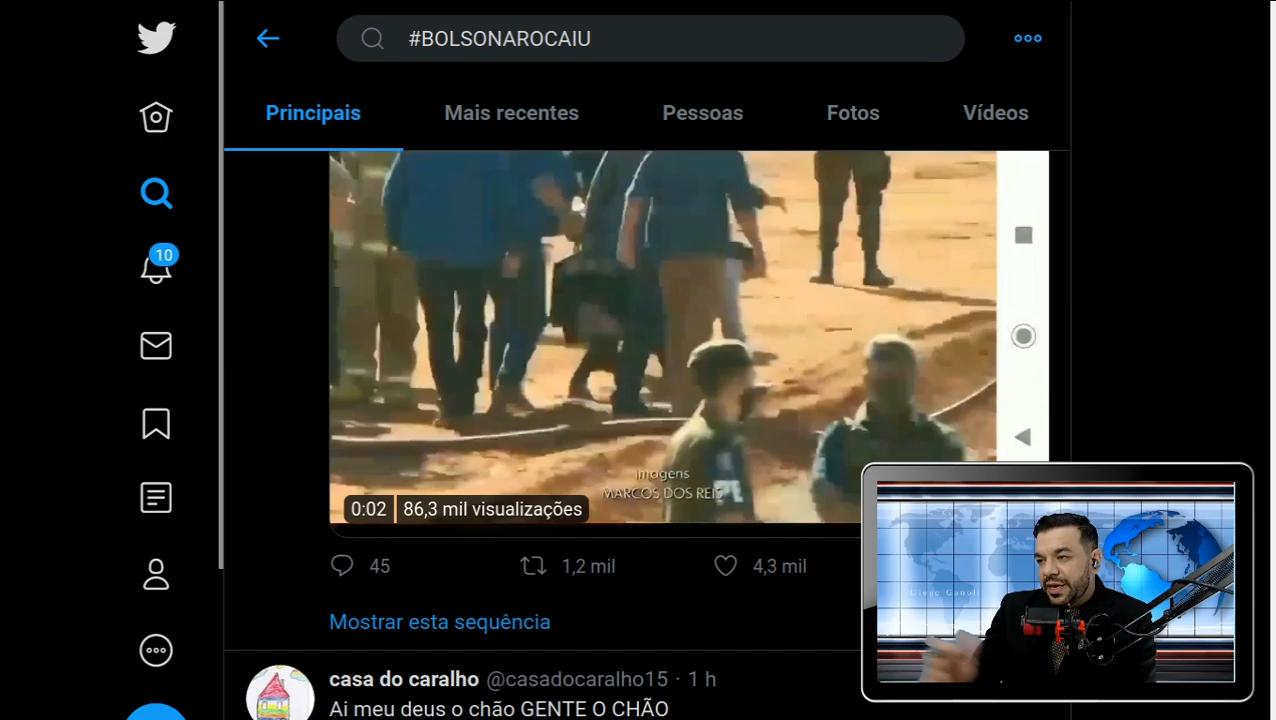 #BOLSONAROCAIU
Principais
Mais recentes
Pessoas
Fotos
Vídeos
10
Imagens
MARCOS DOS REIS
0:02
86,3 mil visualizações
45
1,2 mil
4,3 mil
Mostrar esta sequência
casa do caralho @casadocaralho15 · 1 h
Ai meu deus o chão GENTE O CHÃO